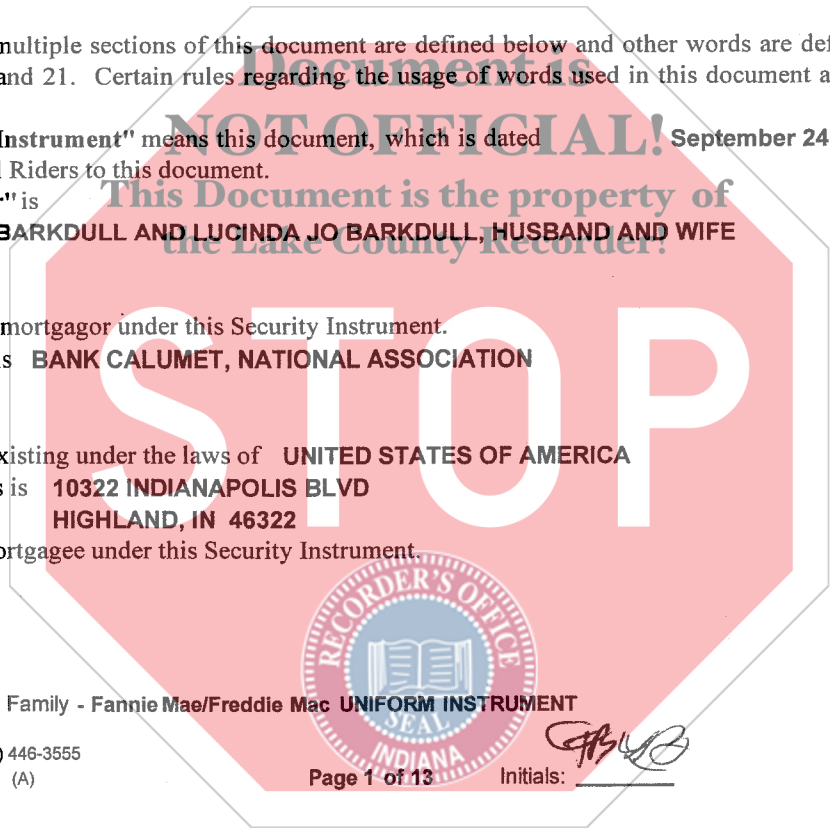 multiple sections of this document are defined below and other words are def
and 21. Certain rules regarding the usage of words used in this document a
Document is
Instrument" means this document, which is dated September 24
NOT OFFICIAL!
Riders to this document.
This Document is the property of
" is
BARKDULL AND LUCINDA JO BARKDULL, HUSBAND AND WIFE
the Lake County Recorder!
mortgagor under this Security Instrument.
is BANK CALUMET, NATIONAL ASSOCIATION
STOP
xisting under the laws of UNITED STATES OF AMERICA
s is 10322 INDIANAPOLIS BLVD
HIGHLAND, IN 46322
ortgagee under this Security Instrument.
RECORDER'S OFFICE
Family - Fannie Mae/Freddie Mac UNIFORM INSTRUMENT
SEAL
INDIANA
) 446-3555
(A)
Page 1 of 13 Initials: